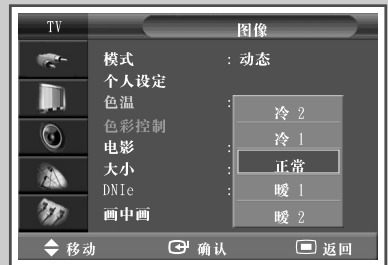 TV 图像
模式 : 动态
个人设定
色温 :
冷 2
色彩控制
冷 1
电影 :
正常
大小 :
DNIe :
暖 1
画中画
暖 2
移动 确认 返回